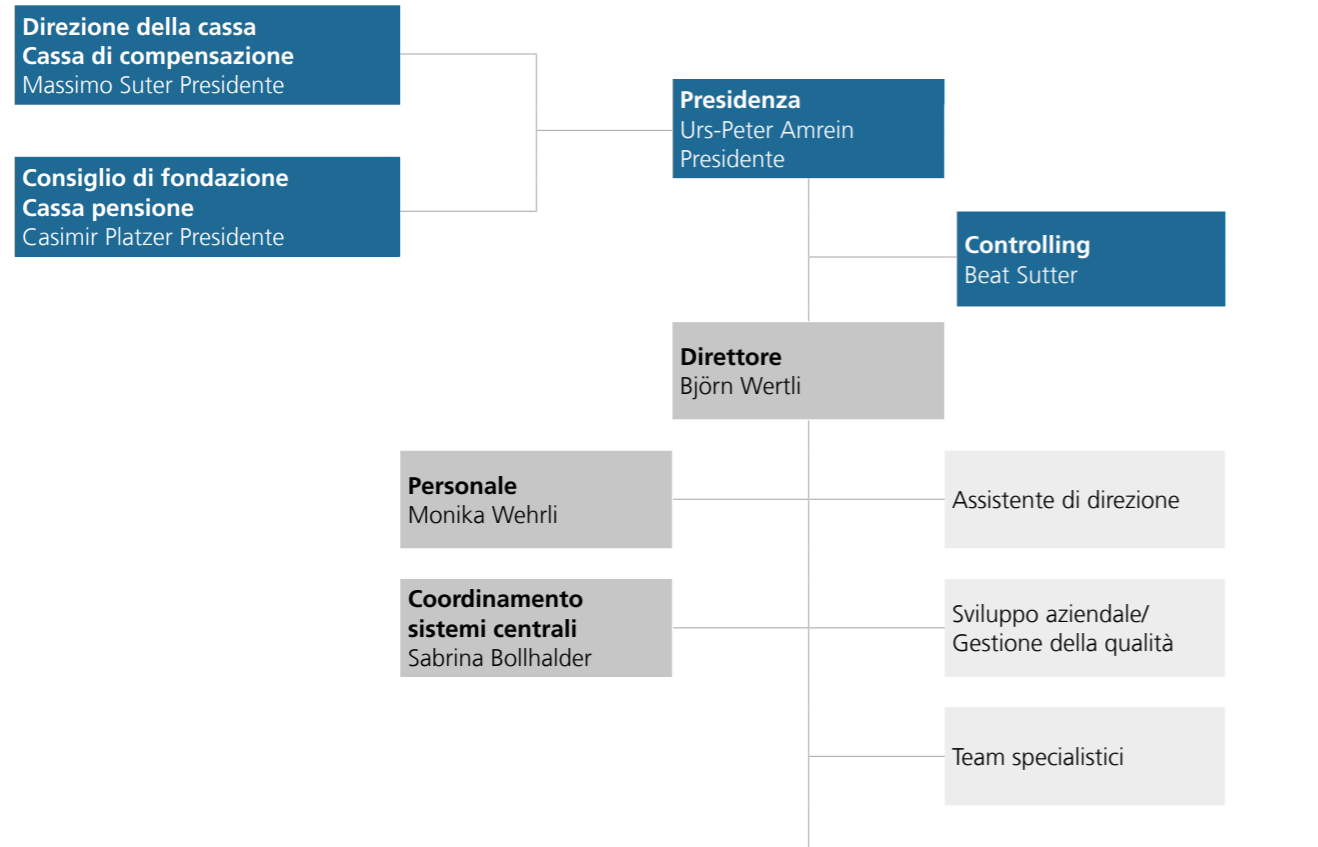 Direzione della cassa
Cassa di compensazione
Massimo Suter Presidente
Consiglio di fondazione
Cassa pensione
Casimir Platzer Presidente
Presidenza
Urs-Peter Amrein
Presidente
Controlling
Beat Sutter
Direttore
Björn Wertli
Personale
Monika Wehrli
Assistente di direzione
Coordinamento
sistemi centrali
Sabrina Bollhalder
Sviluppo aziendale/
Gestione della qualità
Team specialistici